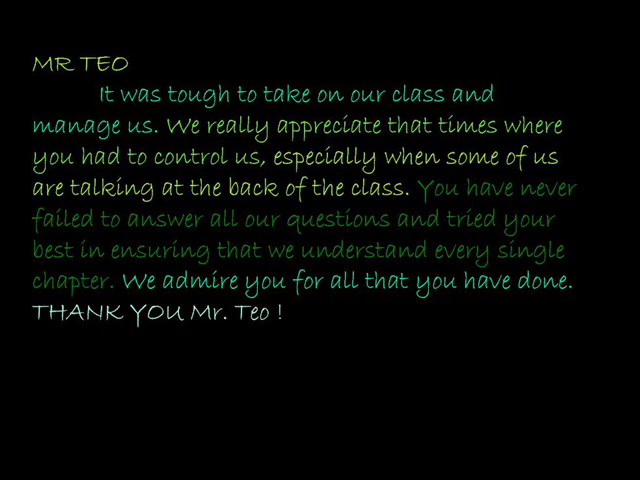 MR TEO
It was tough to take on our class and
manage us. We really appreciate that times where
you had to control us, especially when some of us
are talking at the back of the class. You have never
failed to answer all our questions and tried your
best in ensuring that we understand every single
chapter. We admire you for all that you have done.
THANK YOU Mr. Teo !